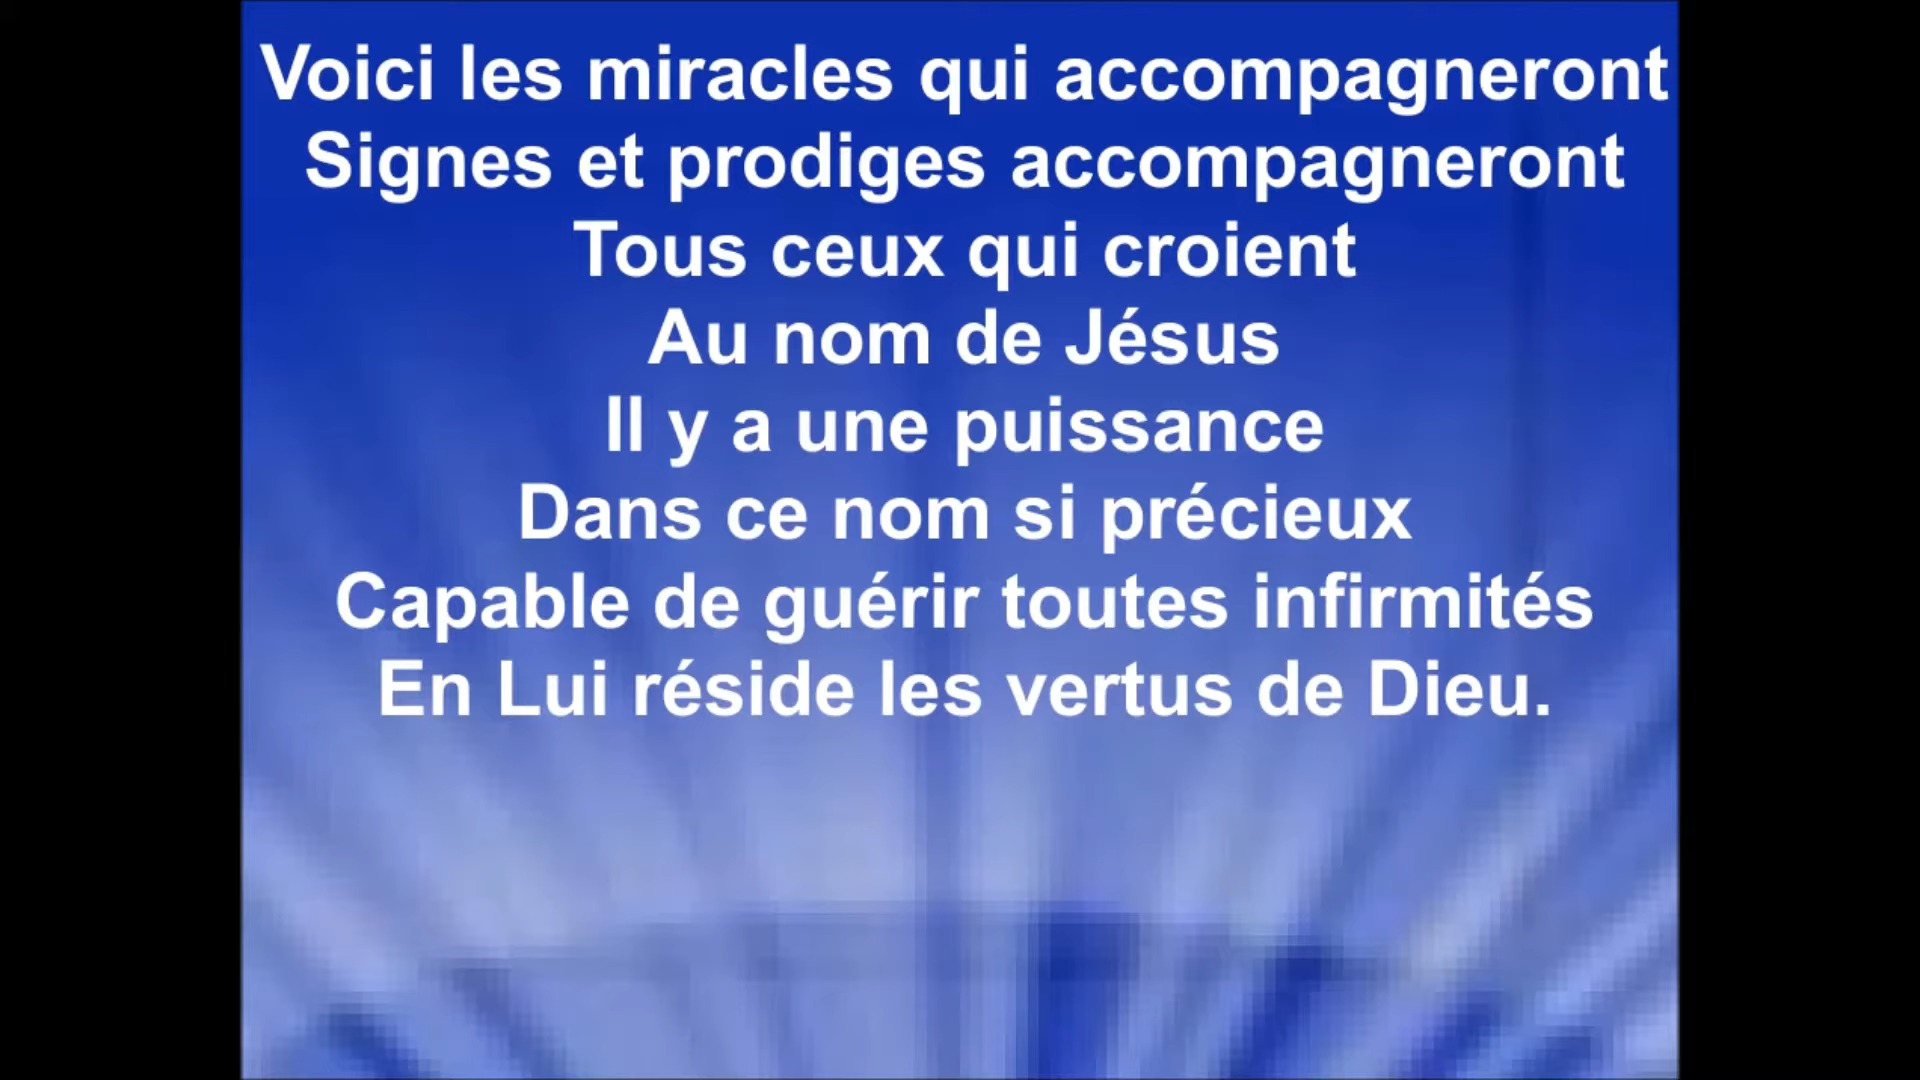 Voici les miracles qui accompagneront
Signes et prodiges accompagneront
Tous ceux qui croient
Au nom de Jésus
Il y a une puissance
Dans ce nom si précieux
Capable de guérir toutes infirmités
En Lui réside les vertus de Dieu.